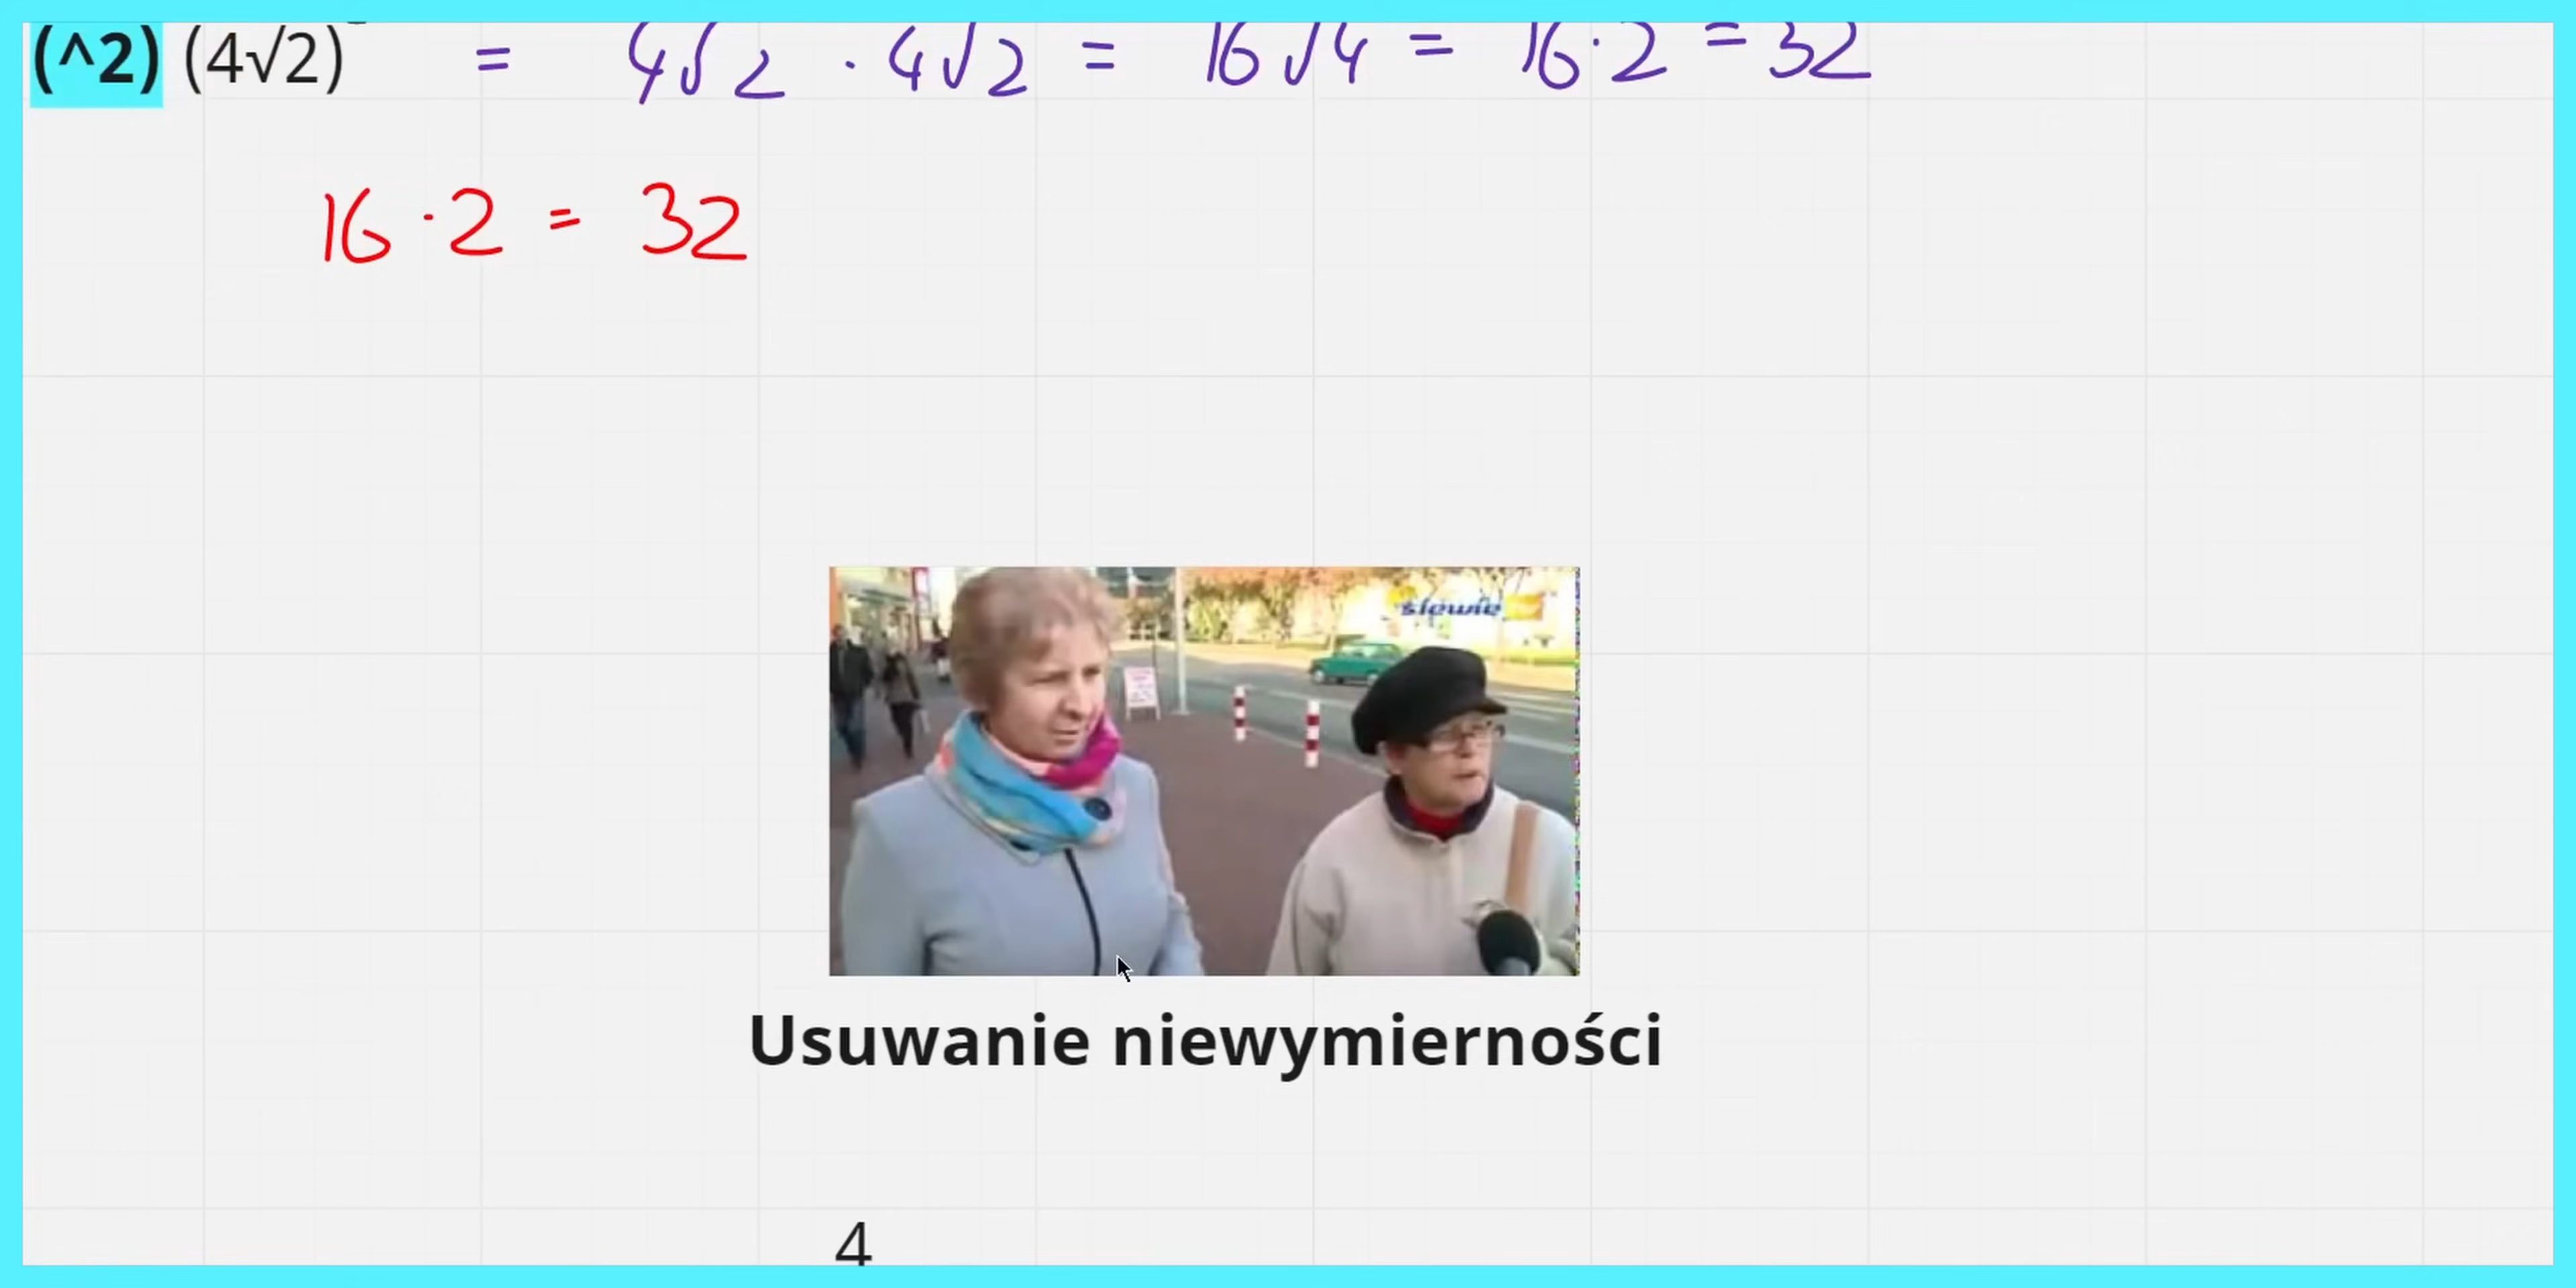 (^2) (4√2) = 4√2 · 4√2 = 16√4 = 16·2 = 32
16·2 = 32
Usuwanie niewymierności
4